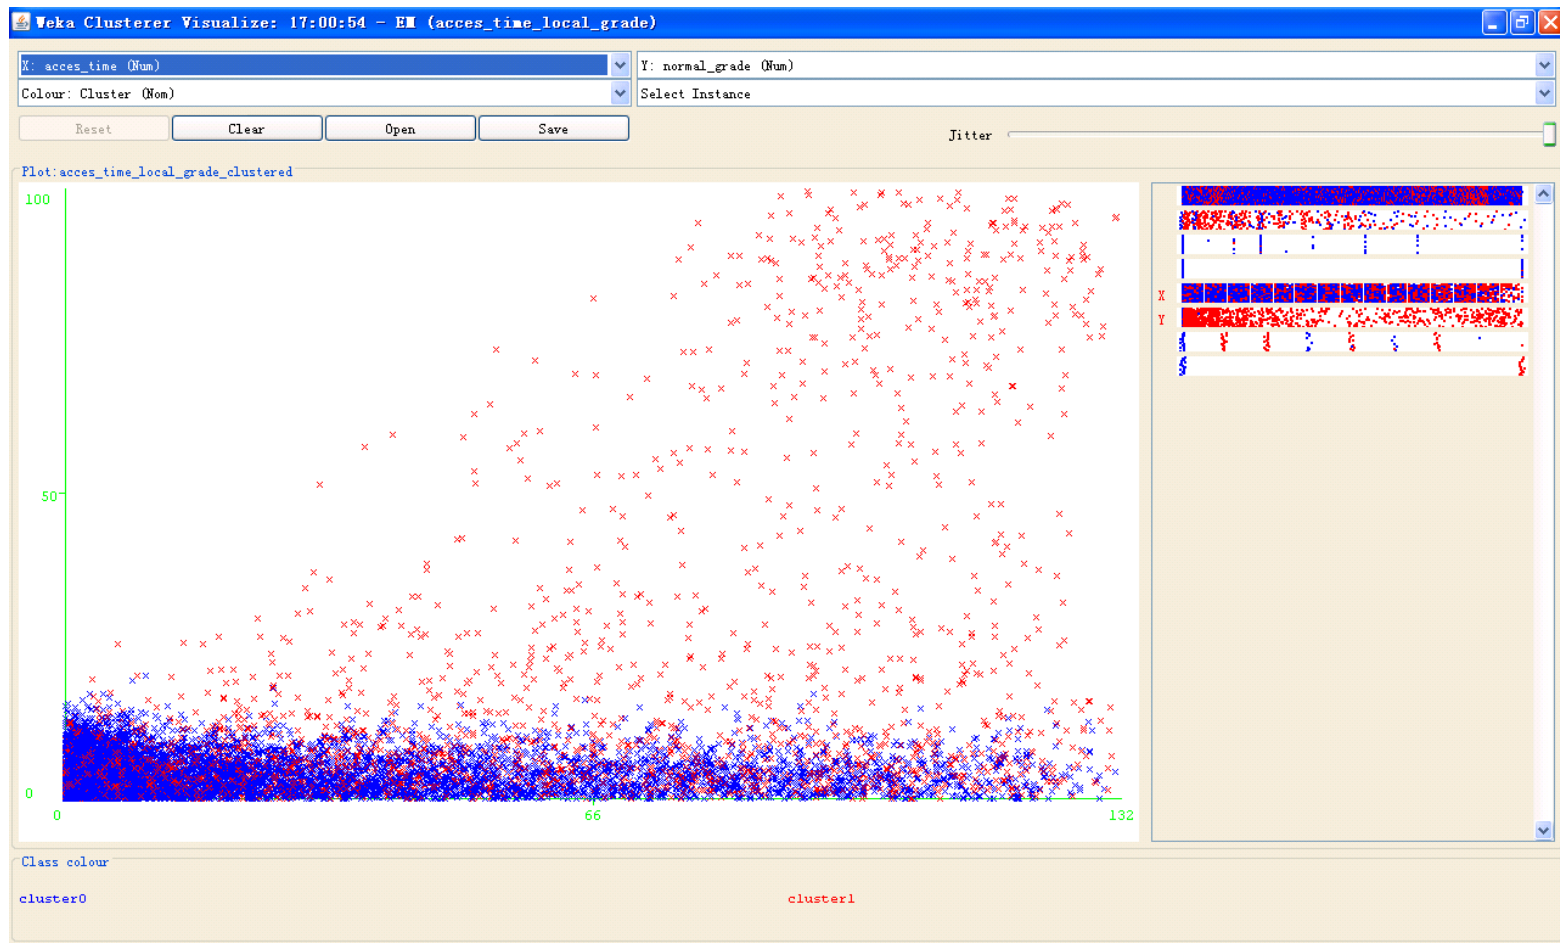 Weka Clusterer Visualize: 17:00:54 - EM (acces_time_local_grade)
X: acces_time (Num)
Y: normal_grade (Num)
Colour: Cluster (Nom)
Select Instance
Reset
Clear
Open
Save
Jitter
Plot:acces_time_local_grade_clustered
100
50
0
0
66
132
X
Y
Class colour
cluster0
cluster1